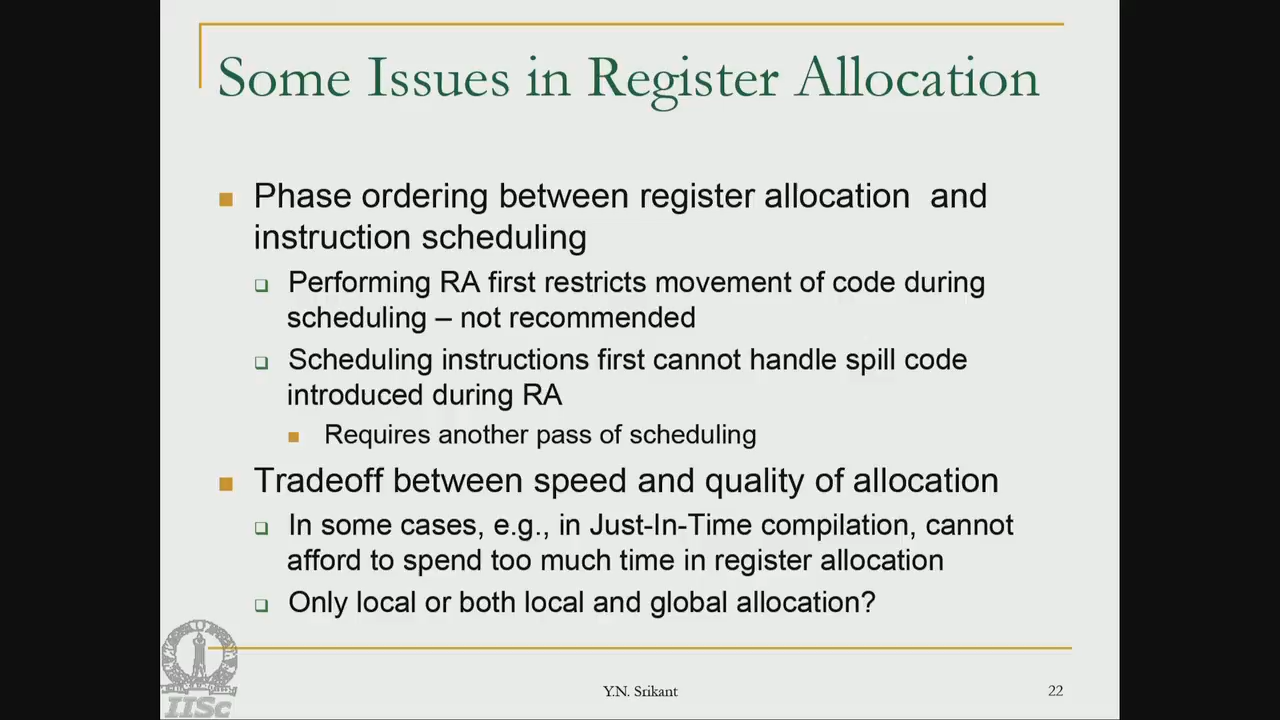 Some Issues in Register Allocation
Phase ordering between register allocation and
instruction scheduling
Performing RA first restricts movement of code during
scheduling – not recommended
Scheduling instructions first cannot handle spill code
introduced during RA
Requires another pass of scheduling
Tradeoff between speed and quality of allocation
In some cases, e.g., in Just-In-Time compilation, cannot
afford to spend too much time in register allocation
Only local or both local and global allocation?
IISc
Y.N. Srikant
22